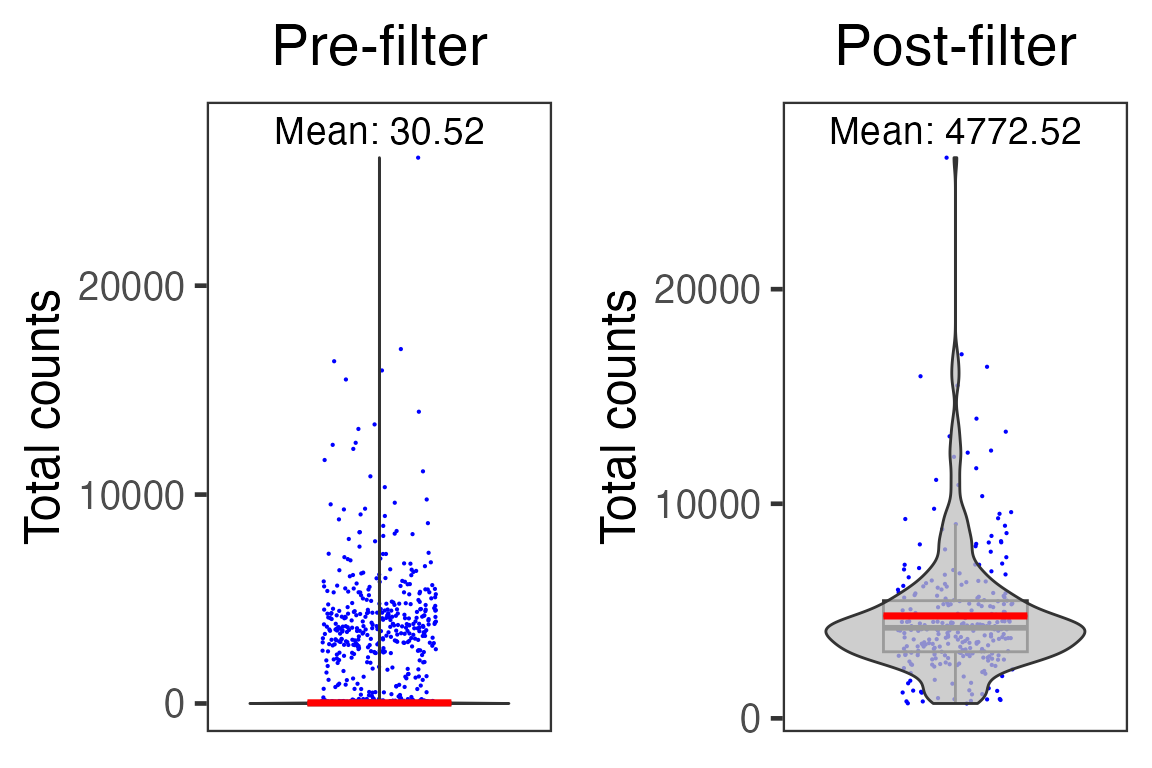 Pre-filter
Mean: 30.52
Total counts
20000
10000
0
Post-filter
Mean: 4772.52
Total counts
20000
10000
0